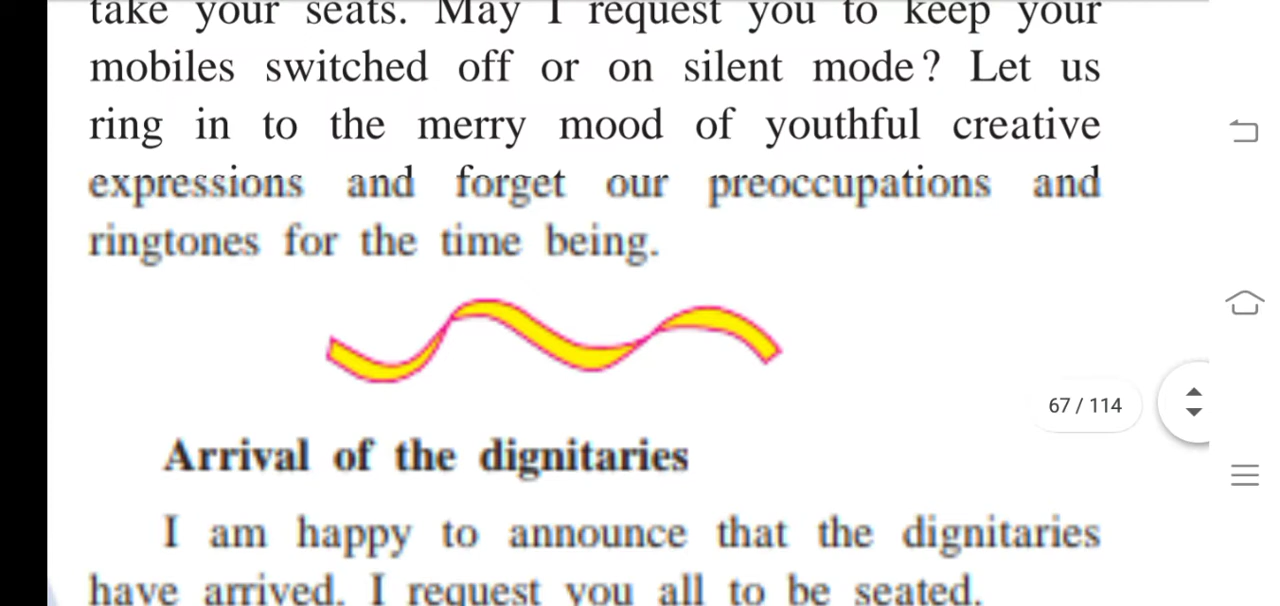 take your seats. May I request you to keep your
mobiles switched off or on silent mode? Let us
ring in to the merry mood of youthful creative
expressions and forget our preoccupations and
ringtones for the time being.
67 / 114
Arrival of the dignitaries
I am happy to announce that the dignitaries
have arrived. I request you all to be seated.